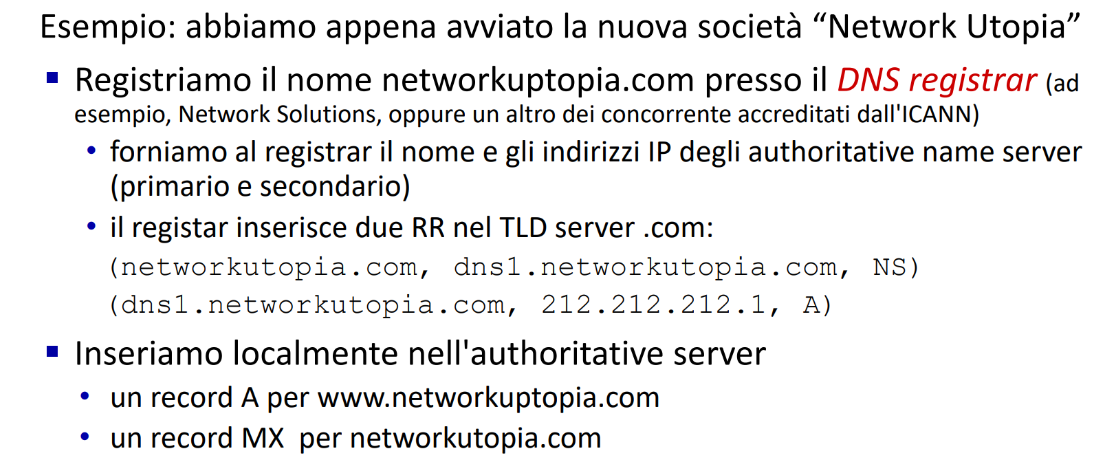 Esempio: abbiamo appena avviato la nuova società “Network Utopia”
▪ Registriamo il nome networkuptopia.com presso il DNS registrar (ad
esempio, Network Solutions, oppure un altro dei concorrente accreditati dall'ICANN)
• forniamo al registrar il nome e gli indirizzi IP degli authoritative name server
(primario e secondario)
• il registar inserisce due RR nel TLD server .com:
(networkutopia.com, dns1.networkutopia.com, NS)
(dns1.networkutopia.com, 212.212.212.1, A)
▪ Inseriamo localmente nell'authoritative server
• un record A per www.networkuptopia.com
• un record MX per networkutopia.com